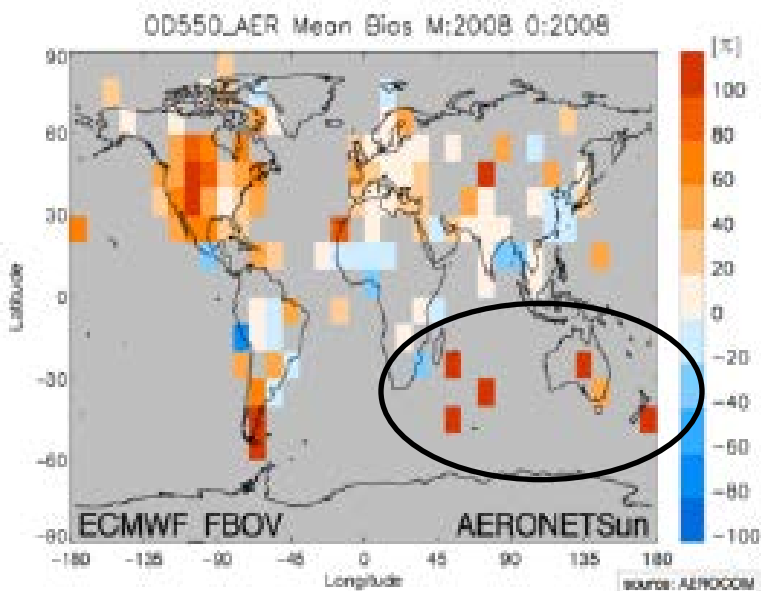 OD550_AER Mean Bias M:2008 O:2008
[%]
90
60
30
0
-30
-60
-90
Latitude
100
80
60
40
20
0
-20
-40
-60
-80
-100
ECMWF_FBOV
AERONETSun
-180 -135 -90 -45 0 45 90 135 180
Longitude
source: AEROCOM